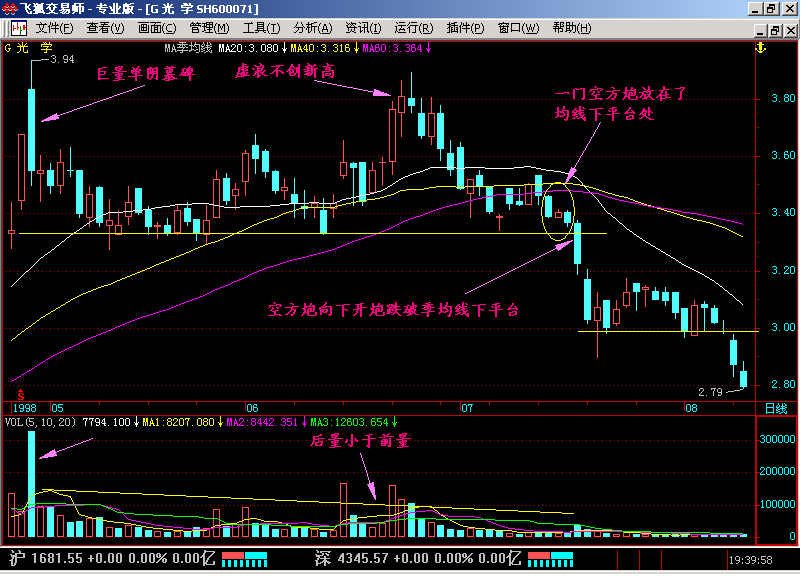 飞狐交易师 - 专业版 - [G 光 学 SH600071]
文件(F) 查看(V) 画面(C) 管理(M) 工具(T) 分析(A) 资讯(I) 运行(R) 插件(P) 窗口(W) 帮助(H)
G 光 学 MA季均线 MA20:3.080↓MA40:3.316↓MA60:3.364↓
3.94
巨量单阴墓碑
虚浪不创新高
一门空方炮放在了
均线下平台处
3.80
3.60
3.40
3.20
空方炮向下开炮跌破季均线下平台
3.00
2.80
2.79
S
1998 05 06 07 08 日线
VOL(5,10,20) 7794.100↓MA1:8207.080↓MA2:8442.351↓MA3:12603.654↓
后量小于前量
300000
200000
100000
0
沪 1681.55 +0.00 0.00% 0.00亿 深 4345.57 +0.00 0.00% 0.00亿 19:39:58